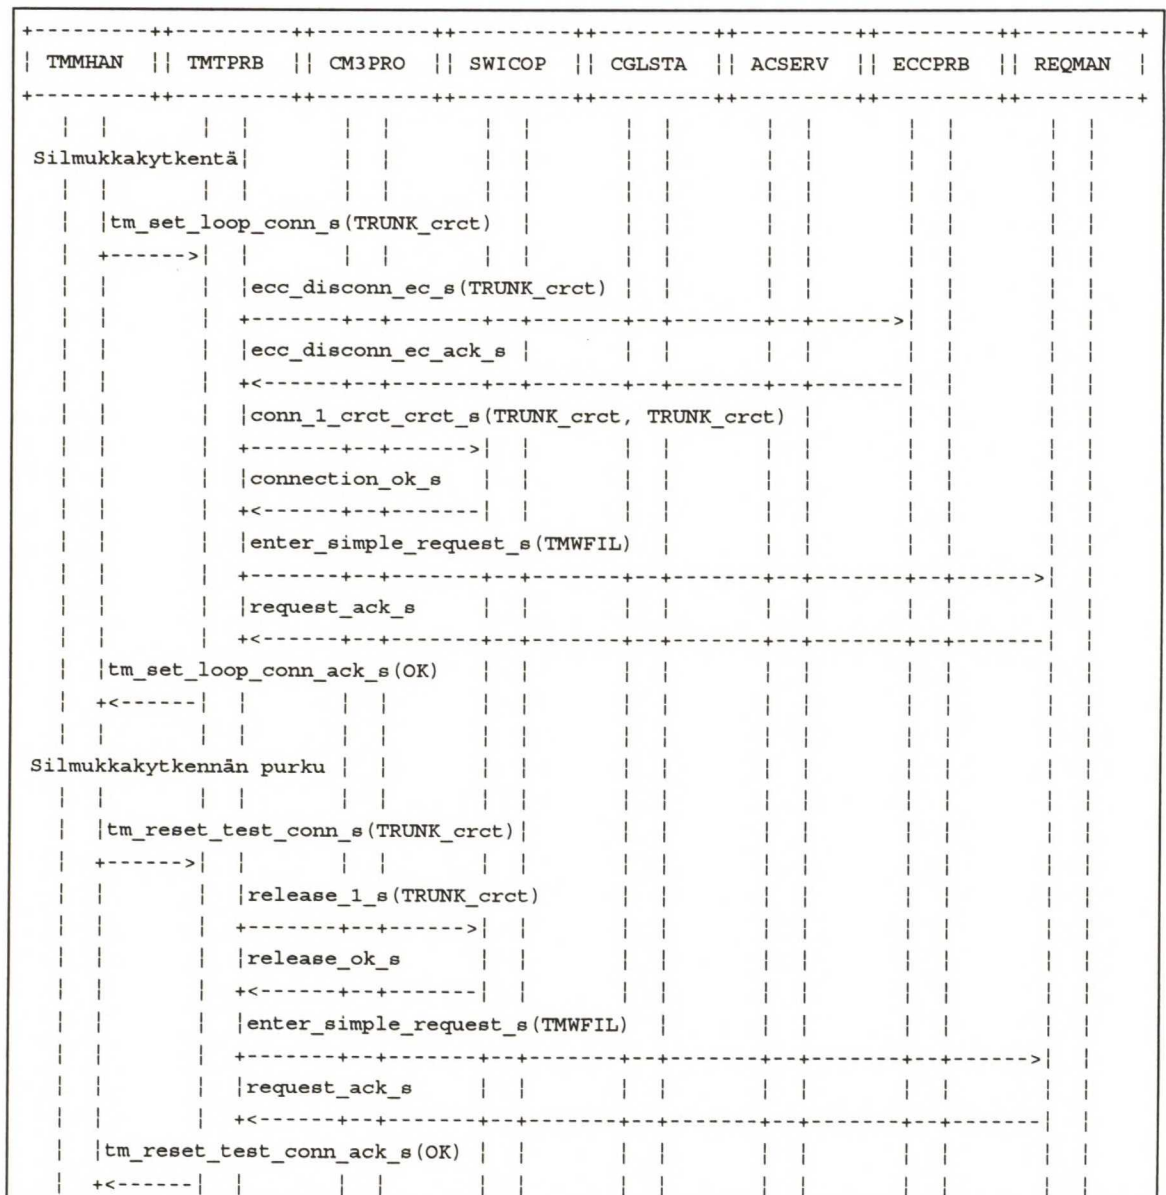 TMMHAN TMTPRB CM3PRO SWICOP CGLSTA ACSERV ECCPRB REQMAN
Silmukkakytkentä
tm_set_loop_conn_s(TRUNK_crct)
ecc_disconn_ec_s(TRUNK_crct)
ecc_disconn_ec_ack_s
conn_1_crct_crct_s(TRUNK_crct, TRUNK_crct)
connection_ok_s
enter_simple_request_s(TMWFIL)
request_ack_s
tm_set_loop_conn_ack_s(OK)
Silmukkakytkennän purku
tm_reset_test_conn_s(TRUNK_crct)
release_1_s(TRUNK_crct)
release_ok_s
enter_simple_request_s(TMWFIL)
request_ack_s
tm_reset_test_conn_ack_s(OK)